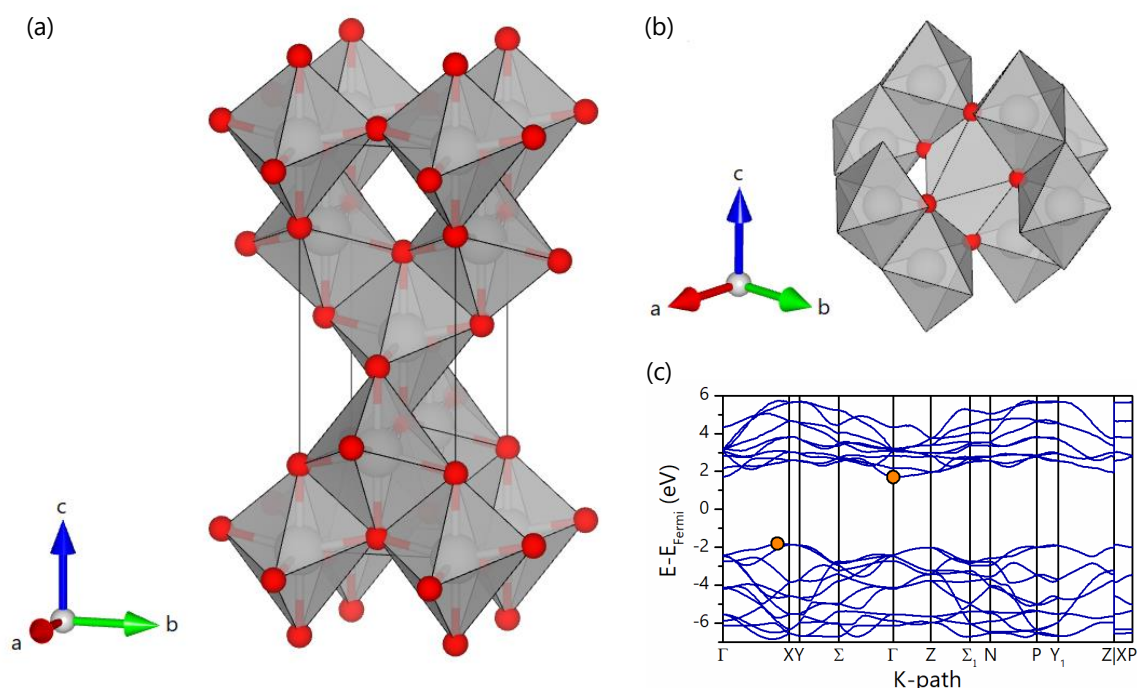 (a)
c
a
b
(b)
c
a
b
(c)
E-E_Fermi (eV)
6
4
2
0
-2
-4
-6
Γ XY Σ Γ Z Σ₁ N P Y₁ Z|XP
K-path